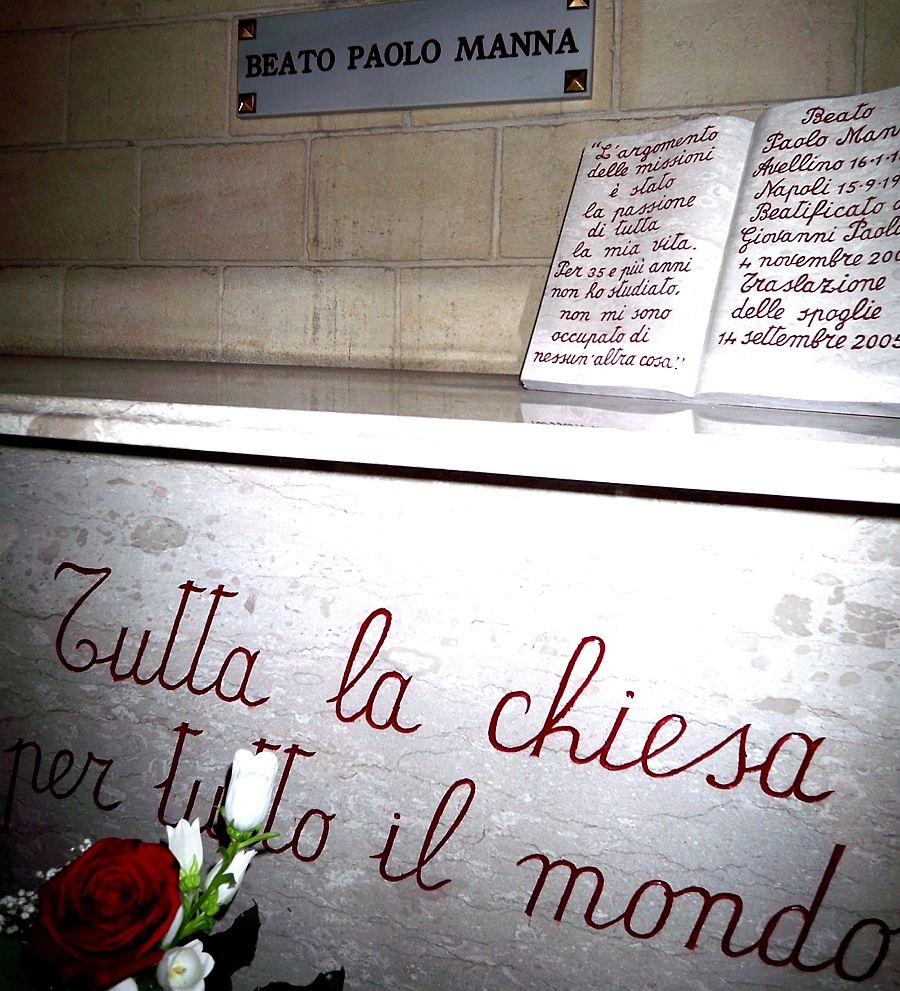 BEATO PAOLO MANNA
"L'argomento
delle missioni
è stato
la passione
di tutta
la mia vita.
Per 35 e più anni
non ho studiato,
non mi sono
occupato di
nessun'altra cosa."
Beato
Paolo Man
Avellino 16·1·1
Napoli 15·9·19
Beatificato
Giovanni Paol
4 novembre 200
Traslazione
delle spoglie
14 settembre 2005
Tutta la chiesa
per tutto il mondo